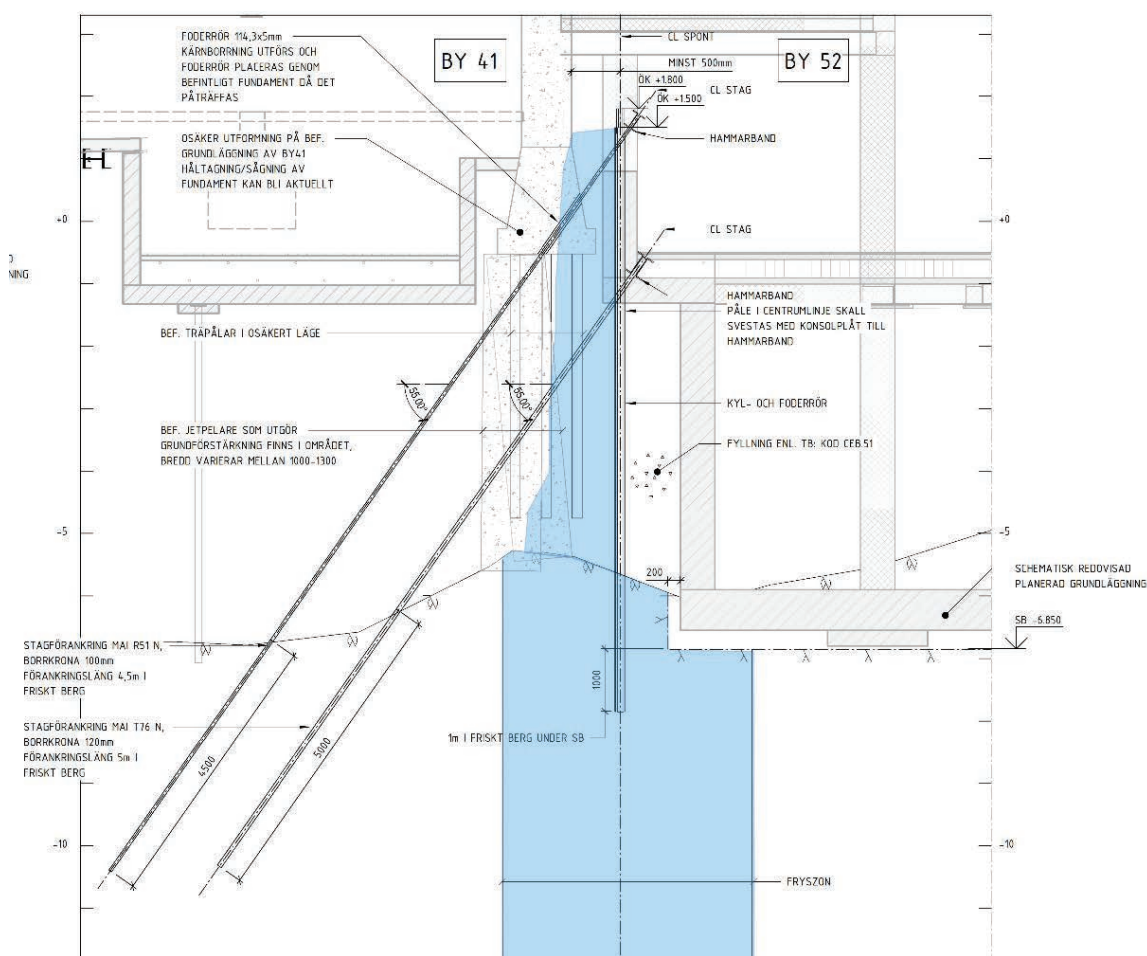 FODERRÖR 114,3x5mm
KÄRNBORRNING UTFÖRS OCH
FODERRÖR PLACERAS GENOM
BEFINTLIGT FUNDAMENT DÅ DET
PÅTRÄFFAS
BY 41
CL SPONT
MINST 500mm
BY 52
ÖK +1.800
CL STAG
ÖK +1.500
OSÄKER UTFORMNING PÅ BEF.
GRUNDLÄGGNING AV BY41
HÅLTAGNING/SÅGNING AV
FUNDAMENT KAN BLI AKTUELLT
HAMMARBAND
+0
+0
CL STAG
NING
HAMMARBAND
PÅLE I CENTRUMLINJE SKALL
SVESTAS MED KONSOLPLÅT TILL
HAMMARBAND
BEF. TRÄPÅLAR I OSÄKERT LÄGE
55.00°
55.00°
KYL- OCH FODERRÖR
BEF. JETPELARE SOM UTGÖR
GRUNDFÖRSTÄRKNING FINNS I OMRÅDET,
BREDD VARIERAR MELLAN 1000-1300
FYLLNING ENL. TB: KOD CEB.51
-5
-5
200
SCHEMATISK REDOVISAD
PLANERAD GRUNDLÄGGNING
SB -6.850
STAGFÖRANKRING MAI R51 N,
BORRKRONA 100mm
FÖRANKRINGSLÄNG 4,5m I
FRISKT BERG
1000
STAGFÖRANKRING MAI T76 N,
BORRKRONA 120mm
FÖRANKRINGSLÄNG 5m I
FRISKT BERG
1m I FRISKT BERG UNDER SB
4500
5000
-10
-10
FRYSZON